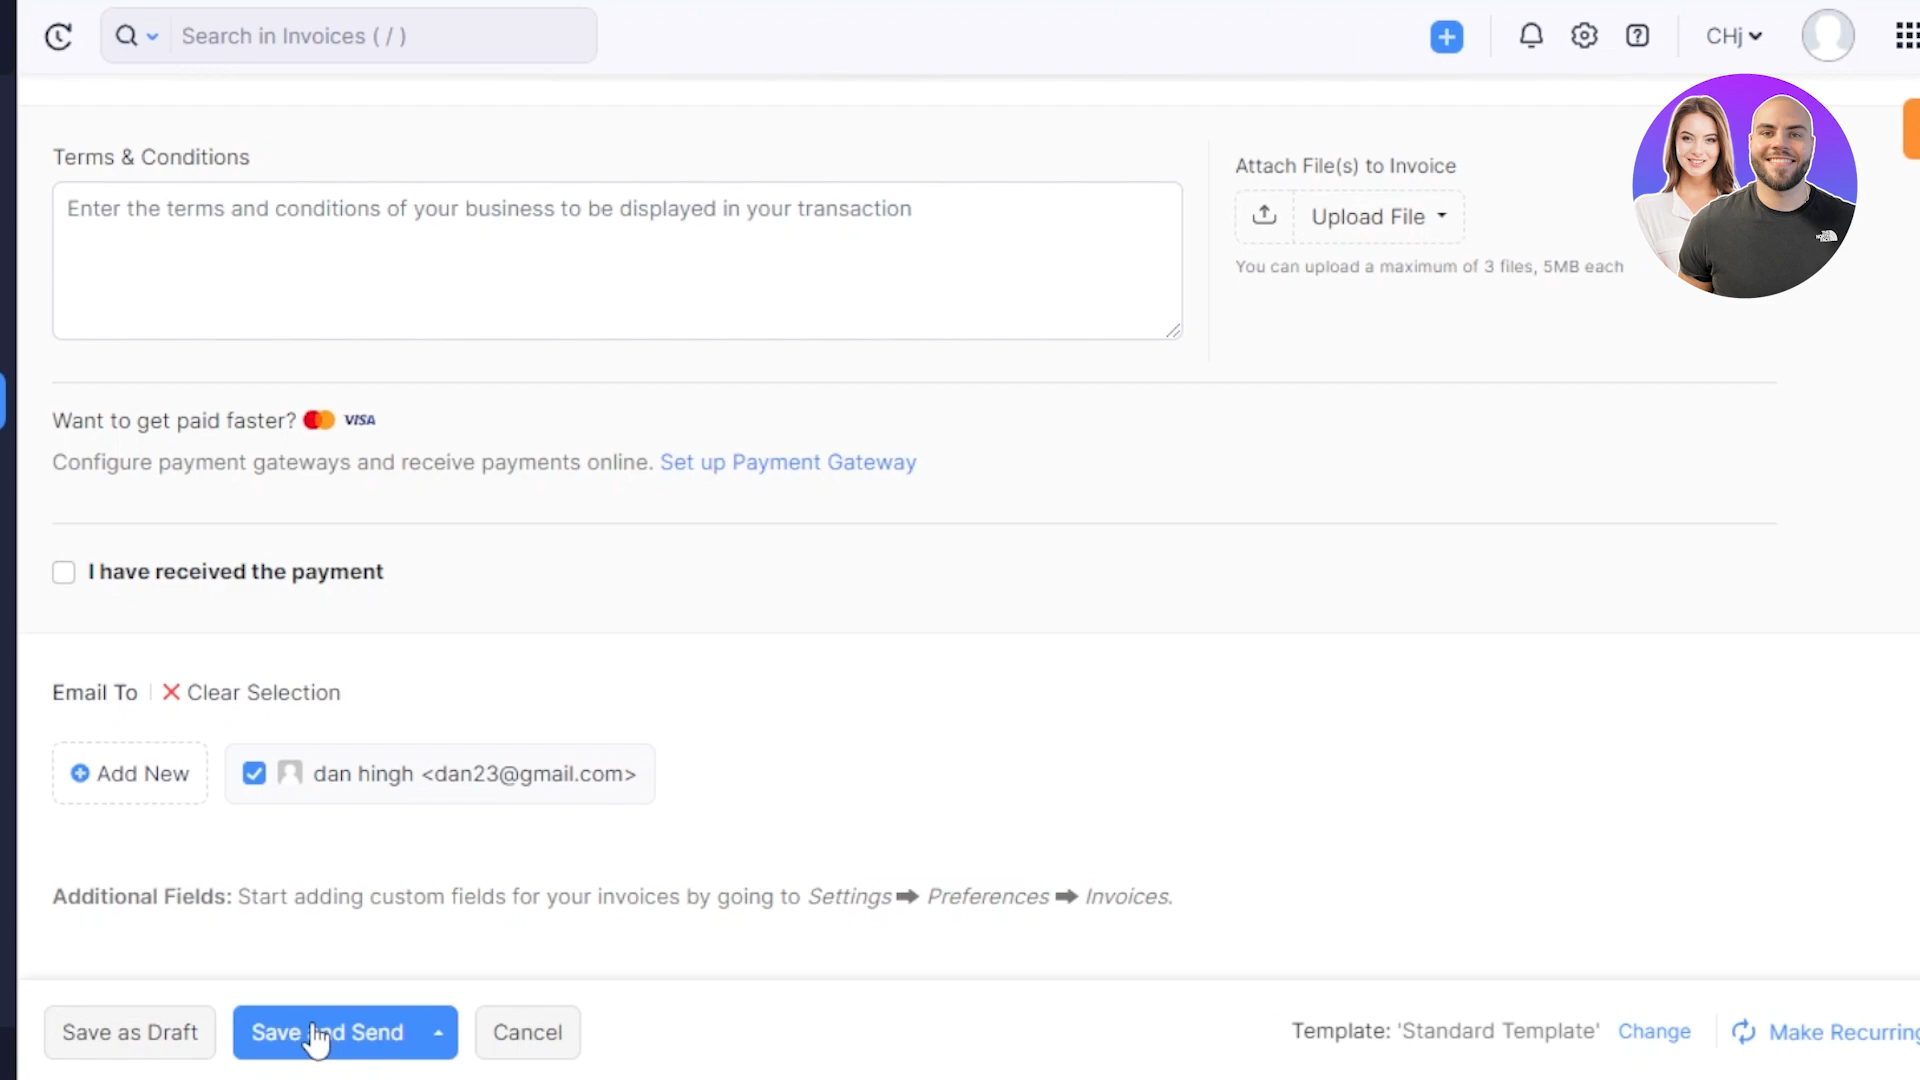 Search in Invoices ( / )
CHj
Terms & Conditions
Enter the terms and conditions of your business to be displayed in your transaction
Attach File(s) to Invoice
Upload File
You can upload a maximum of 3 files, 5MB each
THE NORTH FACE
Want to get paid faster? VISA
Configure payment gateways and receive payments online. Set up Payment Gateway
I have received the payment
Email To
Clear Selection
Add New
dan hingh <dan23@gmail.com>
Additional Fields: Start adding custom fields for your invoices by going to Settings ➡ Preferences ➡ Invoices.
Save as Draft
Save and Send
Cancel
Template: 'Standard Template' Change
Make Recurring